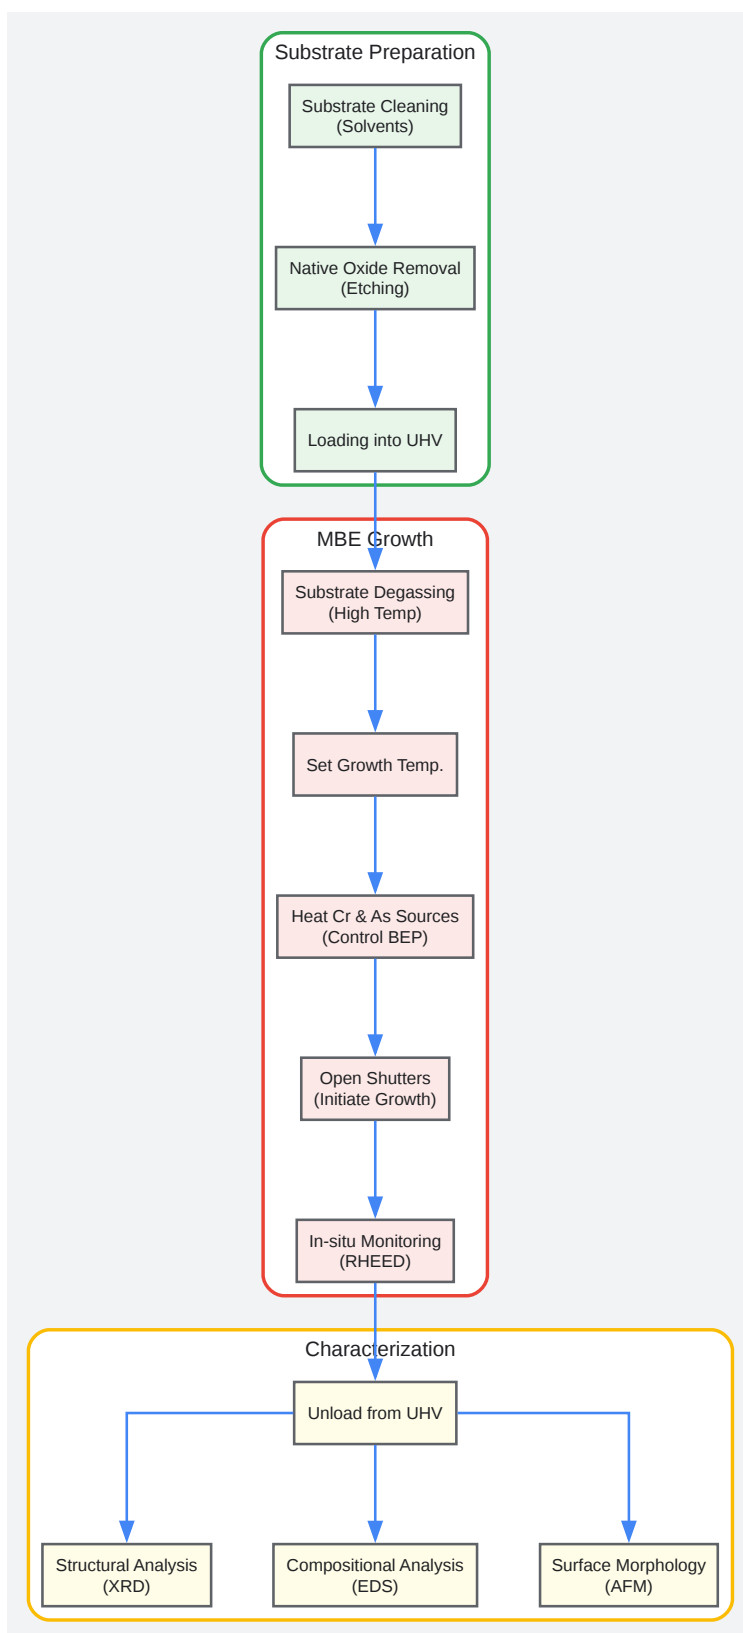 Substrate Preparation
Substrate Cleaning
(Solvents)
Native Oxide Removal
(Etching)
Loading into UHV
MBE Growth
Substrate Degassing
(High Temp)
Set Growth Temp.
Heat Cr & As Sources
(Control BEP)
Open Shutters
(Initiate Growth)
In-situ Monitoring
(RHEED)
Characterization
Unload from UHV
Structural Analysis
(XRD)
Compositional Analysis
(EDS)
Surface Morphology
(AFM)